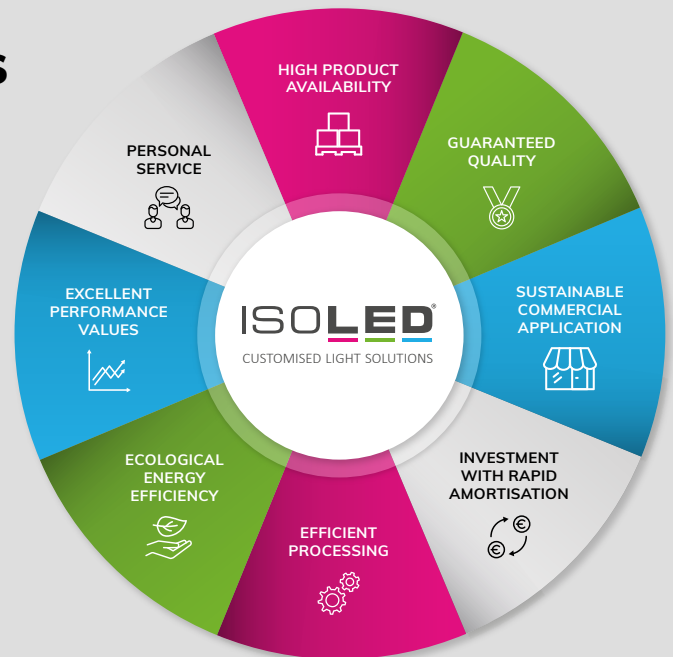 S
HIGH PRODUCT
AVAILABILITY
GUARANTEED
QUALITY
SUSTAINABLE
COMMERCIAL
APPLICATION
INVESTMENT
WITH RAPID
AMORTISATION
EFFICIENT
PROCESSING
ECOLOGICAL
ENERGY
EFFICIENCY
EXCELLENT
PERFORMANCE
VALUES
PERSONAL
SERVICE
ISOLED®
CUSTOMISED LIGHT SOLUTIONS